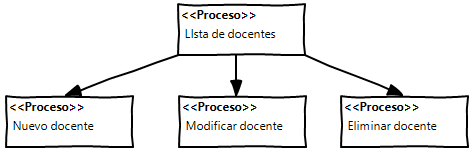 <<Proceso>>
LIsta de docentes
<<Proceso>>
Nuevo docente
<<Proceso>>
Modificar docente
<<Proceso>>
Eliminar docente